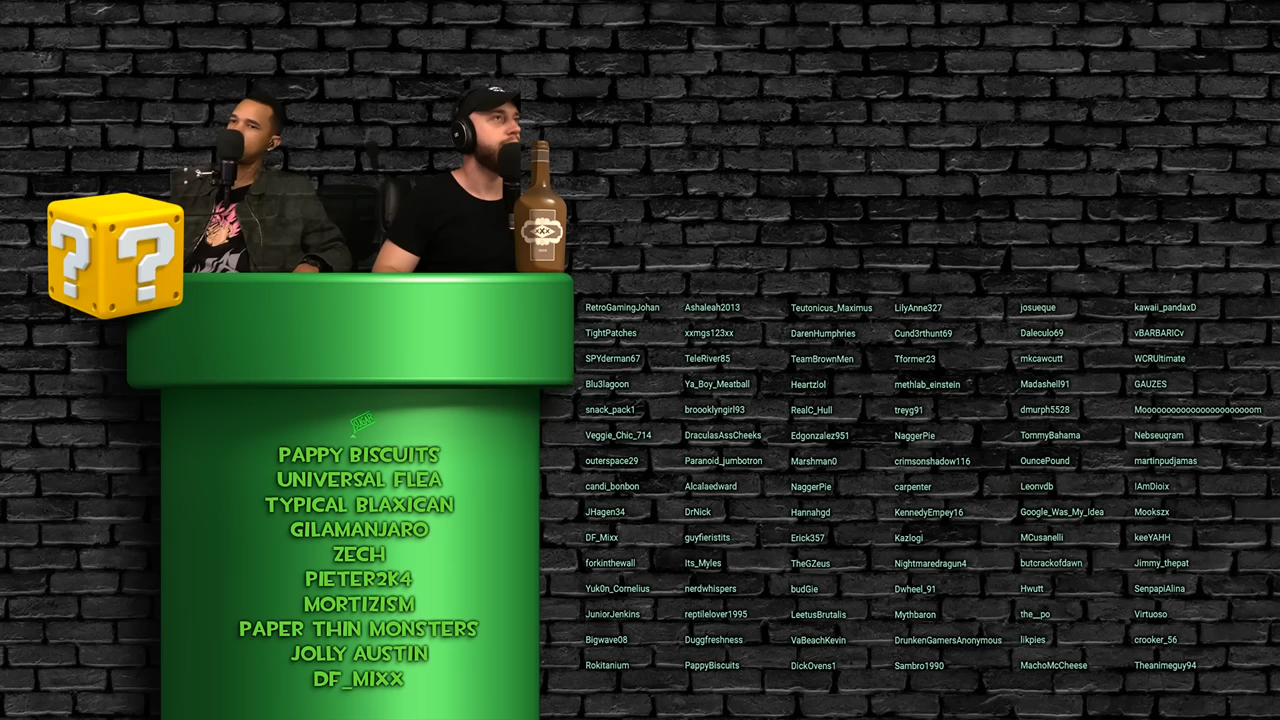 ? ?
XXX
PAPPY BISCUITS
UNIVERSAL FLEA
TYPICAL BLAXICAN
GILAMANJARO
ZECH
PIETER2K4
MORTIZISM
PAPER THIN MONSTERS
JOLLY AUSTIN
DF_MIXX
RetroGamingJohan Ashaleah2013 Teutonicus_Maximus LilyAnne327 josueque kawaii_pandaxD
TightPatches xxmgs123xx DarenHumphries Cund3rthunt69 Daleculo69 vBARBARICv
SPYderman67 TeleRiver85 TeamBrownMen Tformer23 mkcawcutt WCRUltimate
Blu3lagoon Ya_Boy_Meatball Heartzlol methlab_einstein Madashell91 GAUZES
snack_pack1 broooklyngirl93 RealC_Hull treyg91 dmurph5528
Veggie_Chic_714 DraculasAssCheeks Edgonzalez951 NaggerPie TommyBahama Nebseuqram
outerspace29 Paranoid_jumbotron Marshman0 crimsonshadow116 OuncePound martinpudjamas
candi_bonbon Alcalaedward NaggerPie carpenter Leonvdb IAmDioix
JHagen34 DrNick Hannahgd KennedyEmpey16 Google_Was_My_Idea Mookszx
DF_Mixx guyfieristits Erick357 Kazlogi MCusanelli keeYAHH
forkinthewall Its_Myles TheGZeus Nightmaredragun4 butcrackofdawn Jimmy_thepat
Yuk0n_Cornelius nerdwhispers budGie Dwheel_91 Hwutt SenpapiAlina
JuniorJenkins reptilelover1995 LeetusBrutalis Mythbaron the__po Virtuoso
Bigwave08 Duggfreshness VaBeachKevin DrunkenGamersAnonymous likpies crooker_56
Rokitanium PappyBiscuits DickOvens1 Sambro1990 MachoMcCheese Theanimeguy94